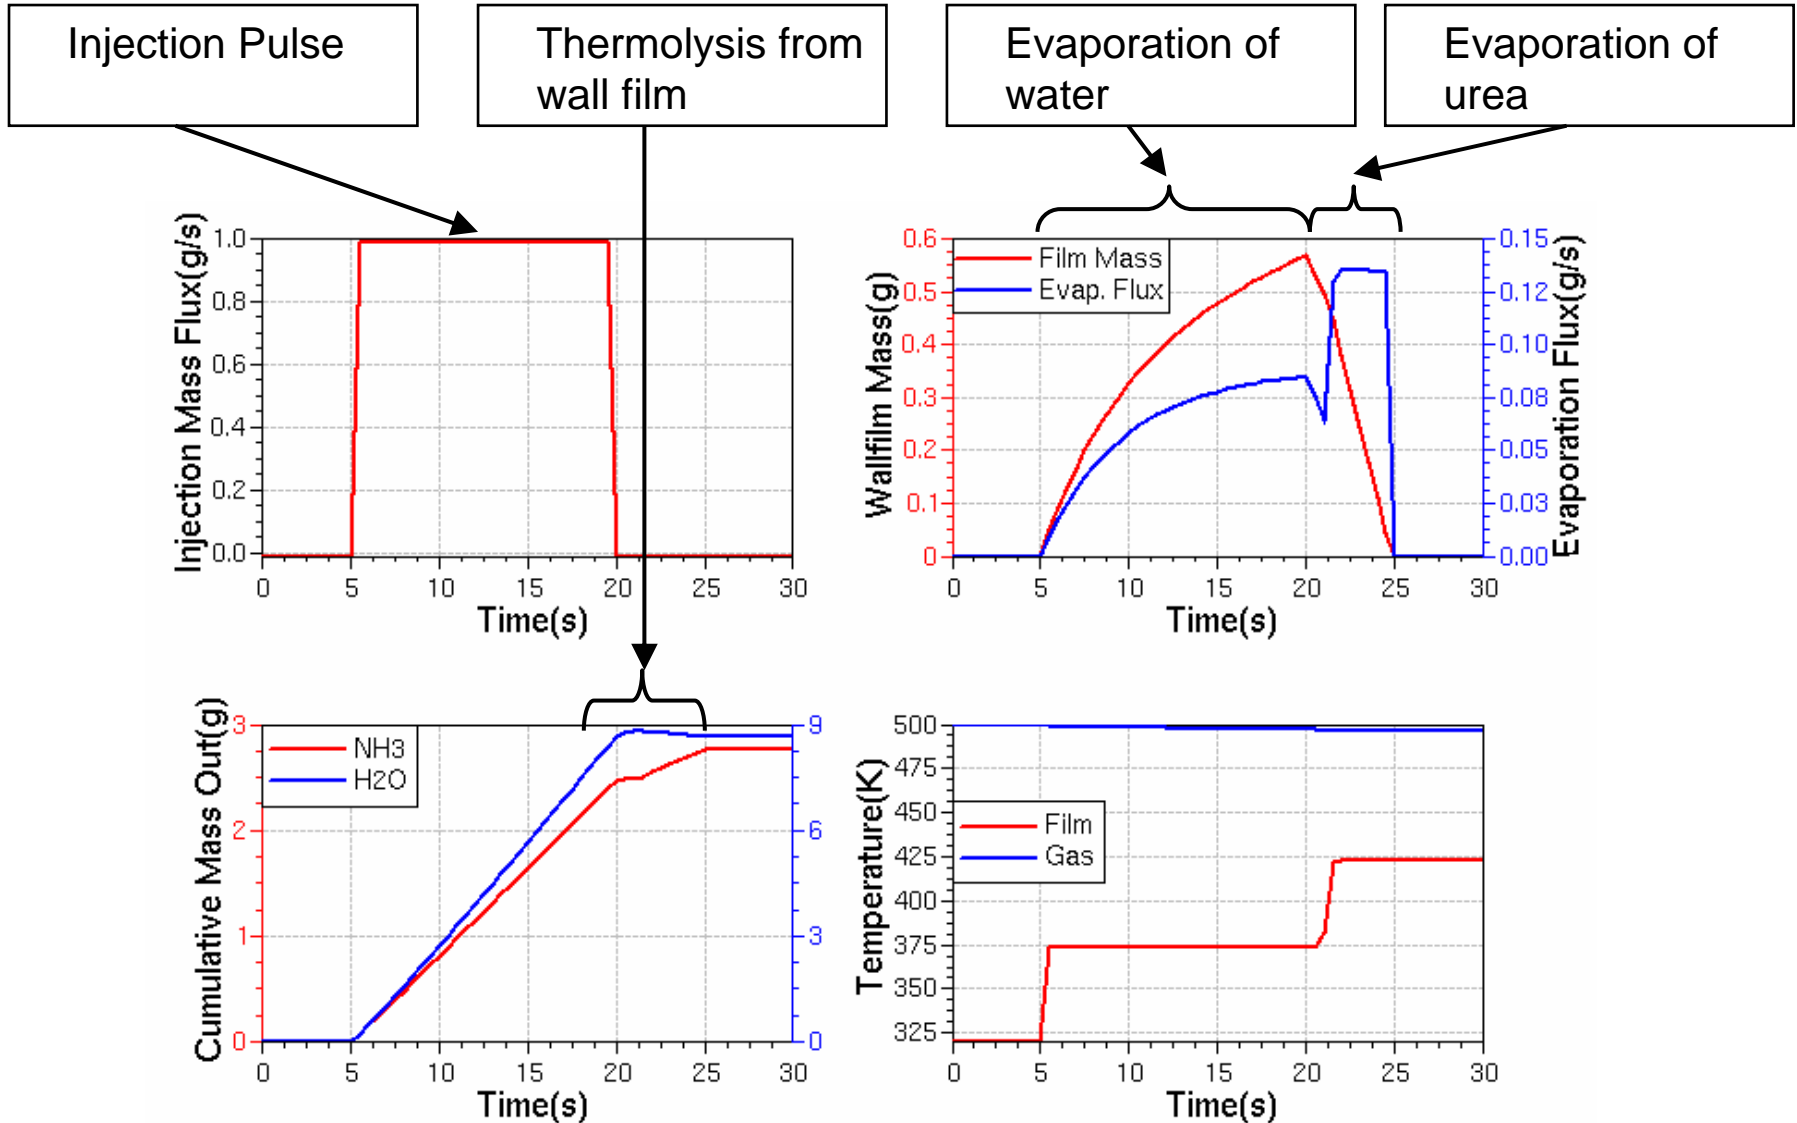 Injection Pulse
Thermolysis from
wall film
Evaporation of
water
Evaporation of
urea
Injection Mass Flux(g/s)
1.0
0.8
0.6
0.4
0.2
0.0
0 5 10 15 20 25 30
Time(s)
Wallfilm Mass(g)
0.6
0.5
0.4
0.3
0.2
0.1
0
Film Mass
Evap. Flux
0.15
0.12
0.10
0.08
0.05
0.03
0.00
Evaporation Flux(g/s)
0 5 10 15 20 25 30
Time(s)
Cumulative Mass Out(g)
3
2
1
0
NH3
H2O
9
6
3
0
0 5 10 15 20 25 30
Time(s)
Temperature(K)
500
475
450
425
400
375
350
325
Film
Gas
0 5 10 15 20 25 30
Time(s)